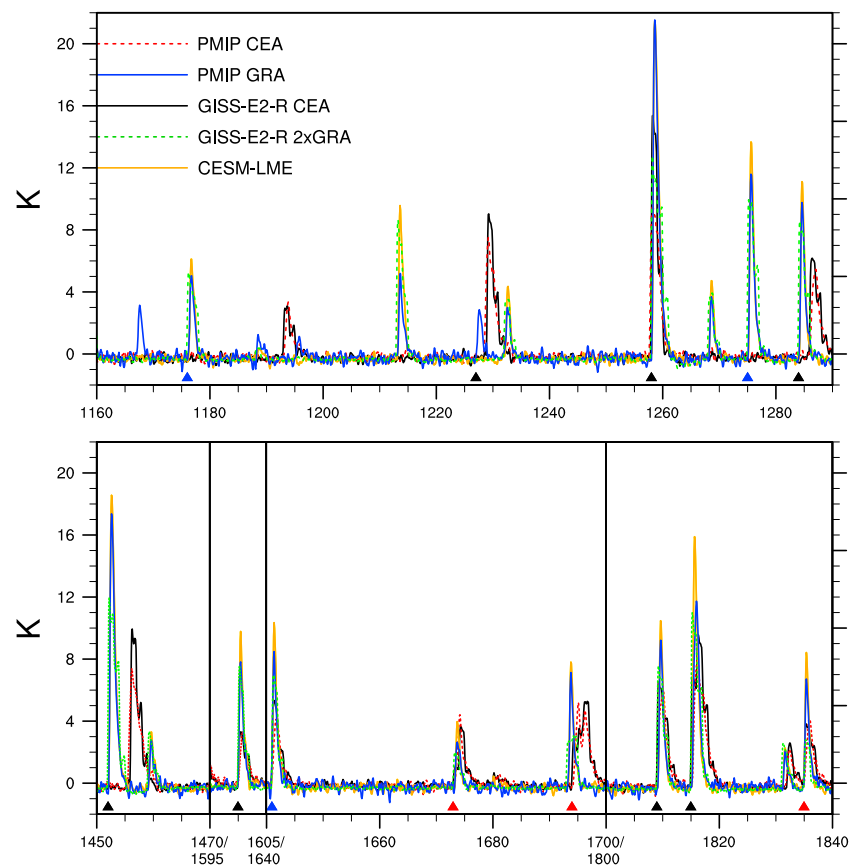 20
PMIP CEA
PMIP GRA
16
GISS-E2-R CEA
12
GISS-E2-R 2xGRA
CESM-LME
K
8
4
0
1160 1180 1200 1220 1240 1260 1280
20
16
12
K
8
4
0
1450 1470/ 1605/ 1660 1680 1700/ 1820 1840
1595 1640 1800